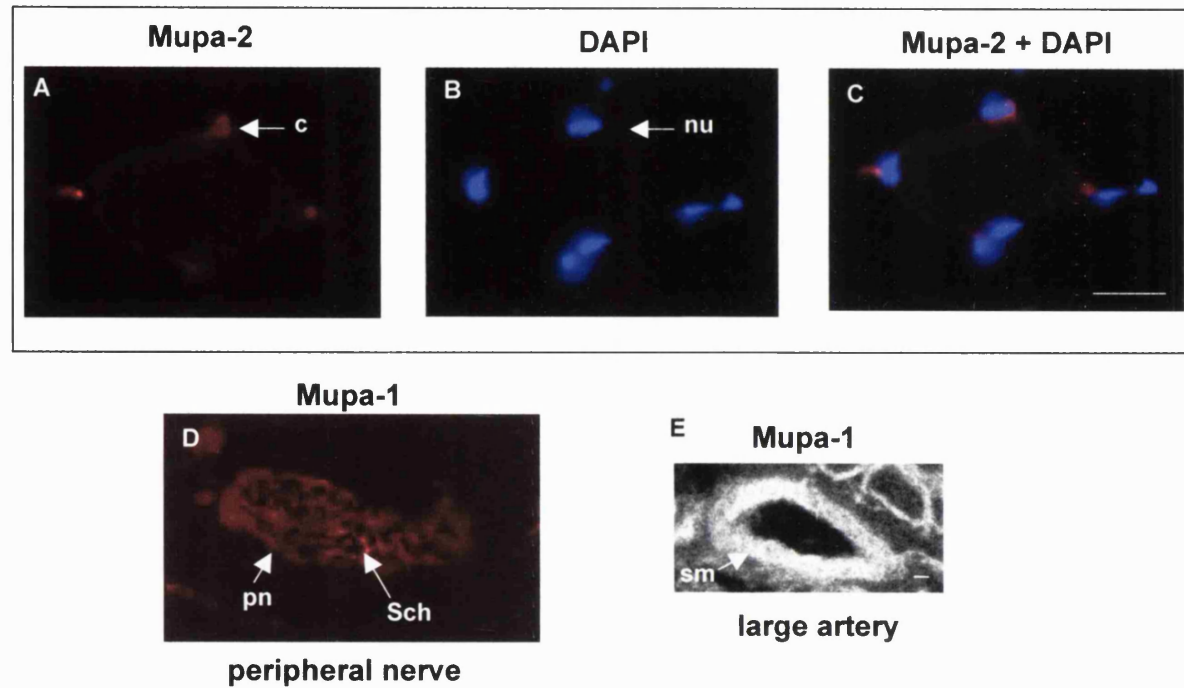 Mupa-2 DAPI Mupa-2 + DAPI
A B C
c nu
Mupa-1
D
pn Sch
peripheral nerve
E Mupa-1
sm
large artery